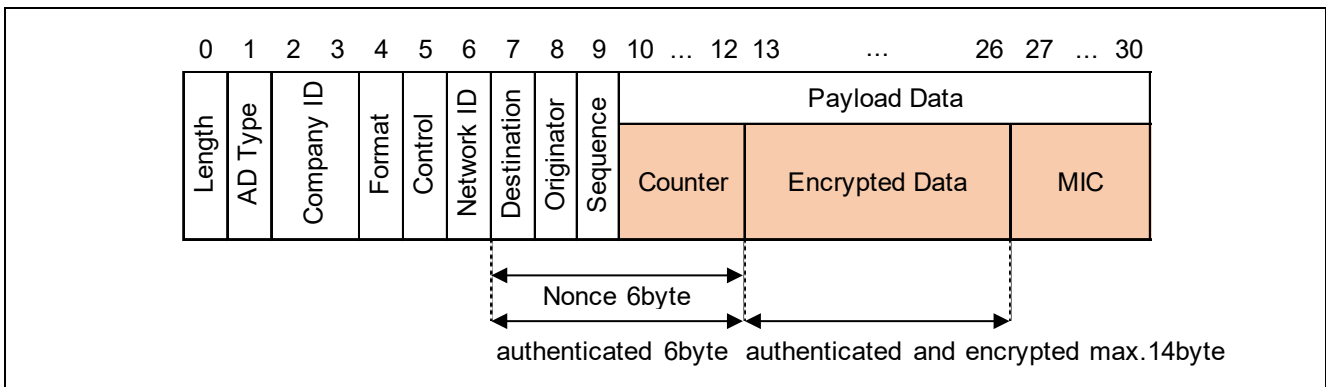 0 1 2 3 4 5 6 7 8 9 10 ... 12 13 ... 26 27 ... 30
Length
AD Type
Company ID
Format
Control
Network ID
Destination
Originator
Sequence
Payload Data
Counter Encrypted Data MIC
Nonce 6byte
authenticated 6byte authenticated and encrypted max.14byte